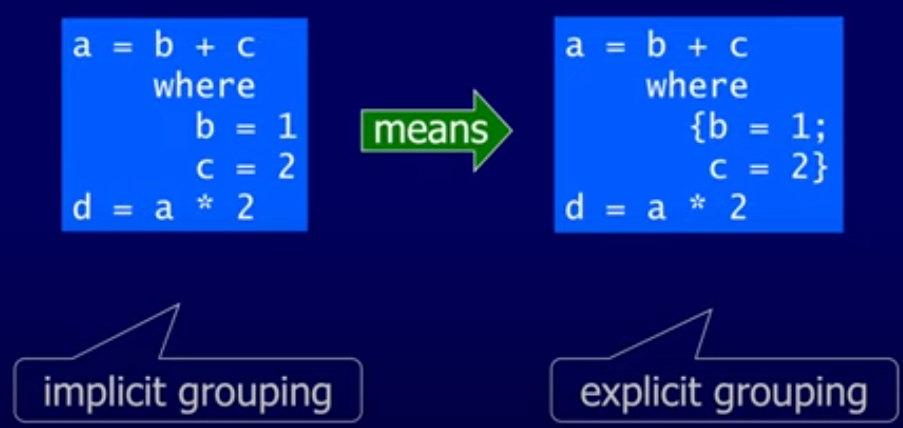 a = b + c
where
b = 1
c = 2
d = a * 2
means
a = b + c
where
{b = 1;
c = 2}
d = a * 2
implicit grouping
explicit grouping